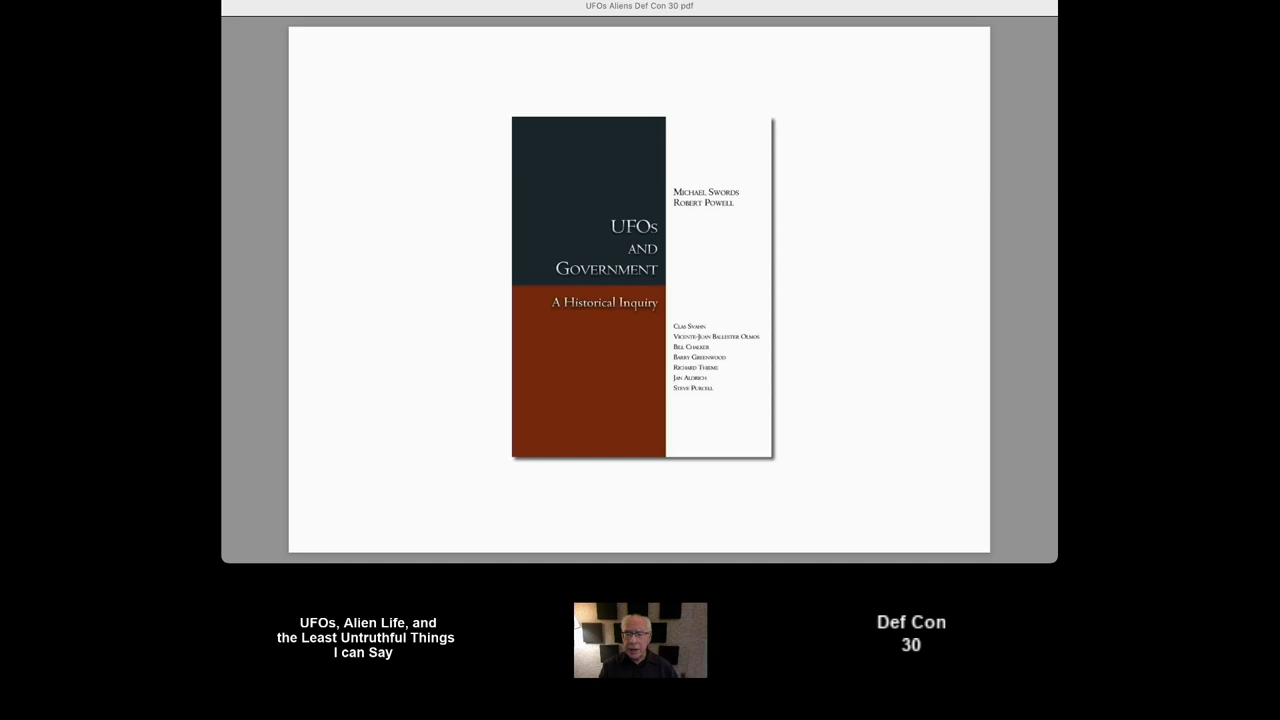 UFOs Aliens Def Con 30 pdf
Michael Swords
Robert Powell
UFOs
and
Government
A Historical Inquiry
Clas Svahn
Vicente-Juan Ballester Olmos
Bill Chalker
Barry Greenwood
Richard Thieme
Jan Aldrich
Steve Purcell
UFOs, Alien Life, and
the Least Untruthful Things
I can Say
Def Con
30